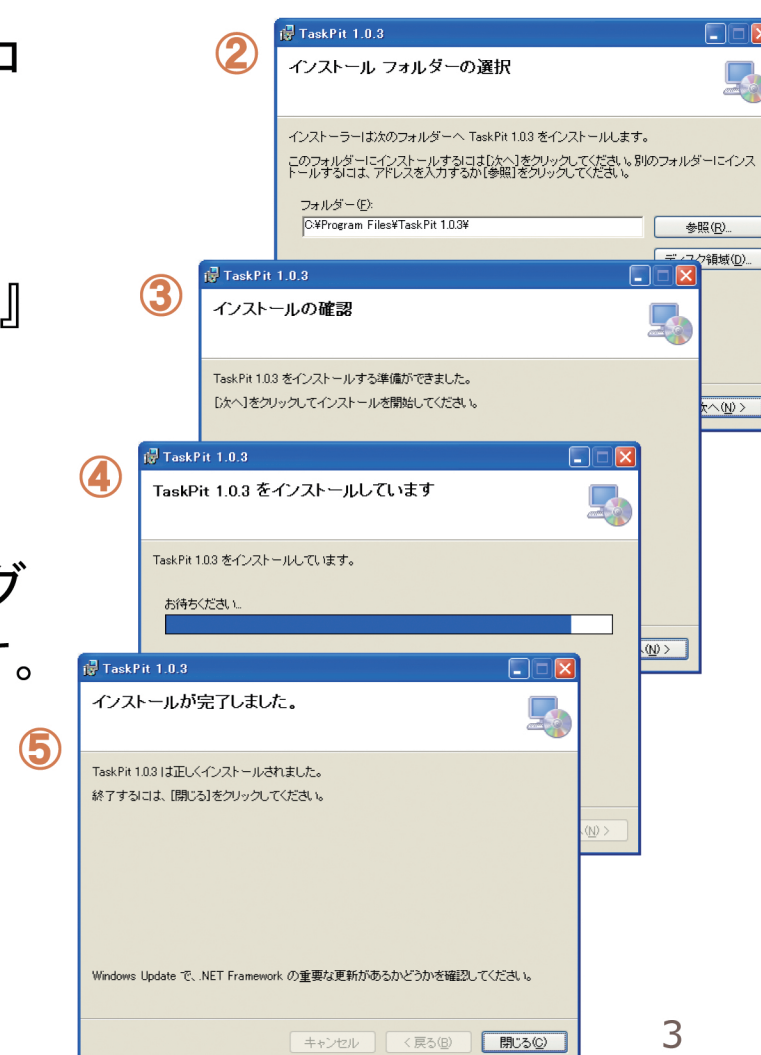 コ
』
グ
す。
②
TaskPit 1.0.3
インストール フォルダーの選択
インストーラーは次のフォルダーへ TaskPit 1.0.3 をインストールします。
このフォルダーにインストールするには[次へ]をクリックしてください。別のフォルダーにインス
トールするには、アドレスを入力するか[参照]をクリックしてください。
フォルダー(F):
C:¥Program Files¥TaskPit 1.0.3¥
参照(R)...
ディスク領域(D)...
次へ(N) >
③
TaskPit 1.0.3
インストールの確認
TaskPit 1.0.3 をインストールする準備ができました。
[次へ]をクリックしてインストールを開始してください。
(N) >
④
TaskPit 1.0.3
TaskPit 1.0.3 をインストールしています
TaskPit 1.0.3 をインストールしています。
お待ちください...
(N) >
⑤
TaskPit 1.0.3
インストールが完了しました。
TaskPit 1.0.3 は正しくインストールされました。
終了するには、[閉じる]をクリックしてください。
Windows Update で、.NET Framework の重要な更新があるかどうかを確認してください。
キャンセル
< 戻る(B)
閉じる(C)
3